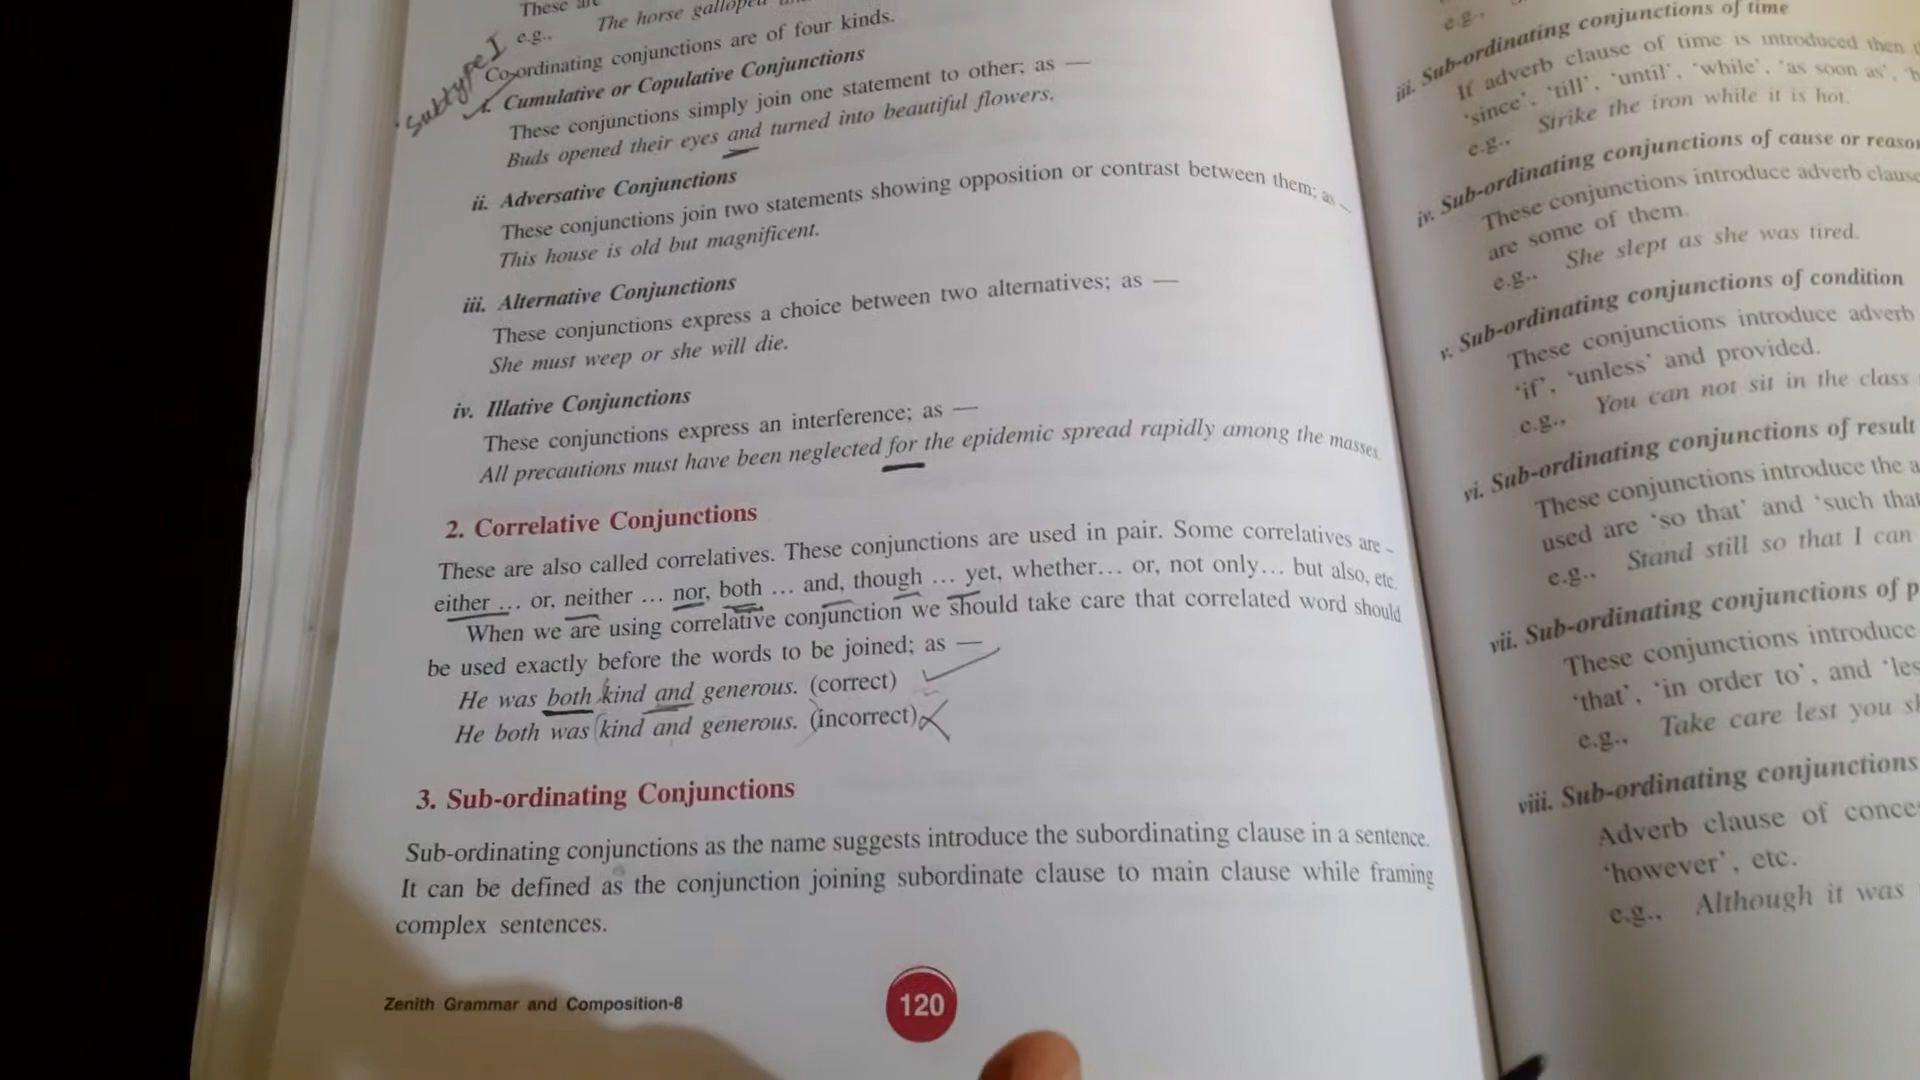 These
e.g., The horse galloped
Subtype I
Co-ordinating conjunctions are of four kinds.
i. Cumulative or Copulative Conjunctions
These conjunctions simply join one statement to other; as —
Buds opened their eyes and turned into beautiful flowers.
ii. Adversative Conjunctions
These conjunctions join two statements showing opposition or contrast between them; as –
This house is old but magnificent.
iii. Alternative Conjunctions
These conjunctions express a choice between two alternatives; as —
She must weep or she will die.
iv. Illative Conjunctions
These conjunctions express an interference; as —
All precautions must have been neglected for the epidemic spread rapidly among the masses.
2. Correlative Conjunctions
These are also called correlatives. These conjunctions are used in pair. Some correlatives are -
either ... or, neither ... nor, both ... and, though ... yet, whether... or, not only... but also, etc.
When we are using correlative conjunction we should take care that correlated word should
be used exactly before the words to be joined; as —
He was both kind and generous. (correct)
He both was kind and generous. (incorrect)
3. Sub-ordinating Conjunctions
Sub-ordinating conjunctions as the name suggests introduce the subordinating clause in a sentence.
It can be defined as the conjunction joining subordinate clause to main clause while framing
complex sentences.
Zenith Grammar and Composition-8
120
e.g.,
iii. Sub-ordinating conjunctions of time
If adverb clause of time is introduced then
'since', 'till', 'until', 'while', 'as soon as',
e.g., Strike the iron while it is hot.
iv. Sub-ordinating conjunctions of cause or reason
These conjunctions introduce adverb clause
are some of them.
e.g., She slept as she was tired.
v. Sub-ordinating conjunctions of condition
These conjunctions introduce adverb
'if', 'unless' and provided.
e.g., You can not sit in the class
vi. Sub-ordinating conjunctions of result
These conjunctions introduce the a
used are 'so that' and 'such that
e.g., Stand still so that I can
vii. Sub-ordinating conjunctions of p
These conjunctions introduce
'that', 'in order to', and 'les
e.g., Take care lest you sh
viii. Sub-ordinating conjunctions
Adverb clause of conce
'however', etc.
e.g., Although it was